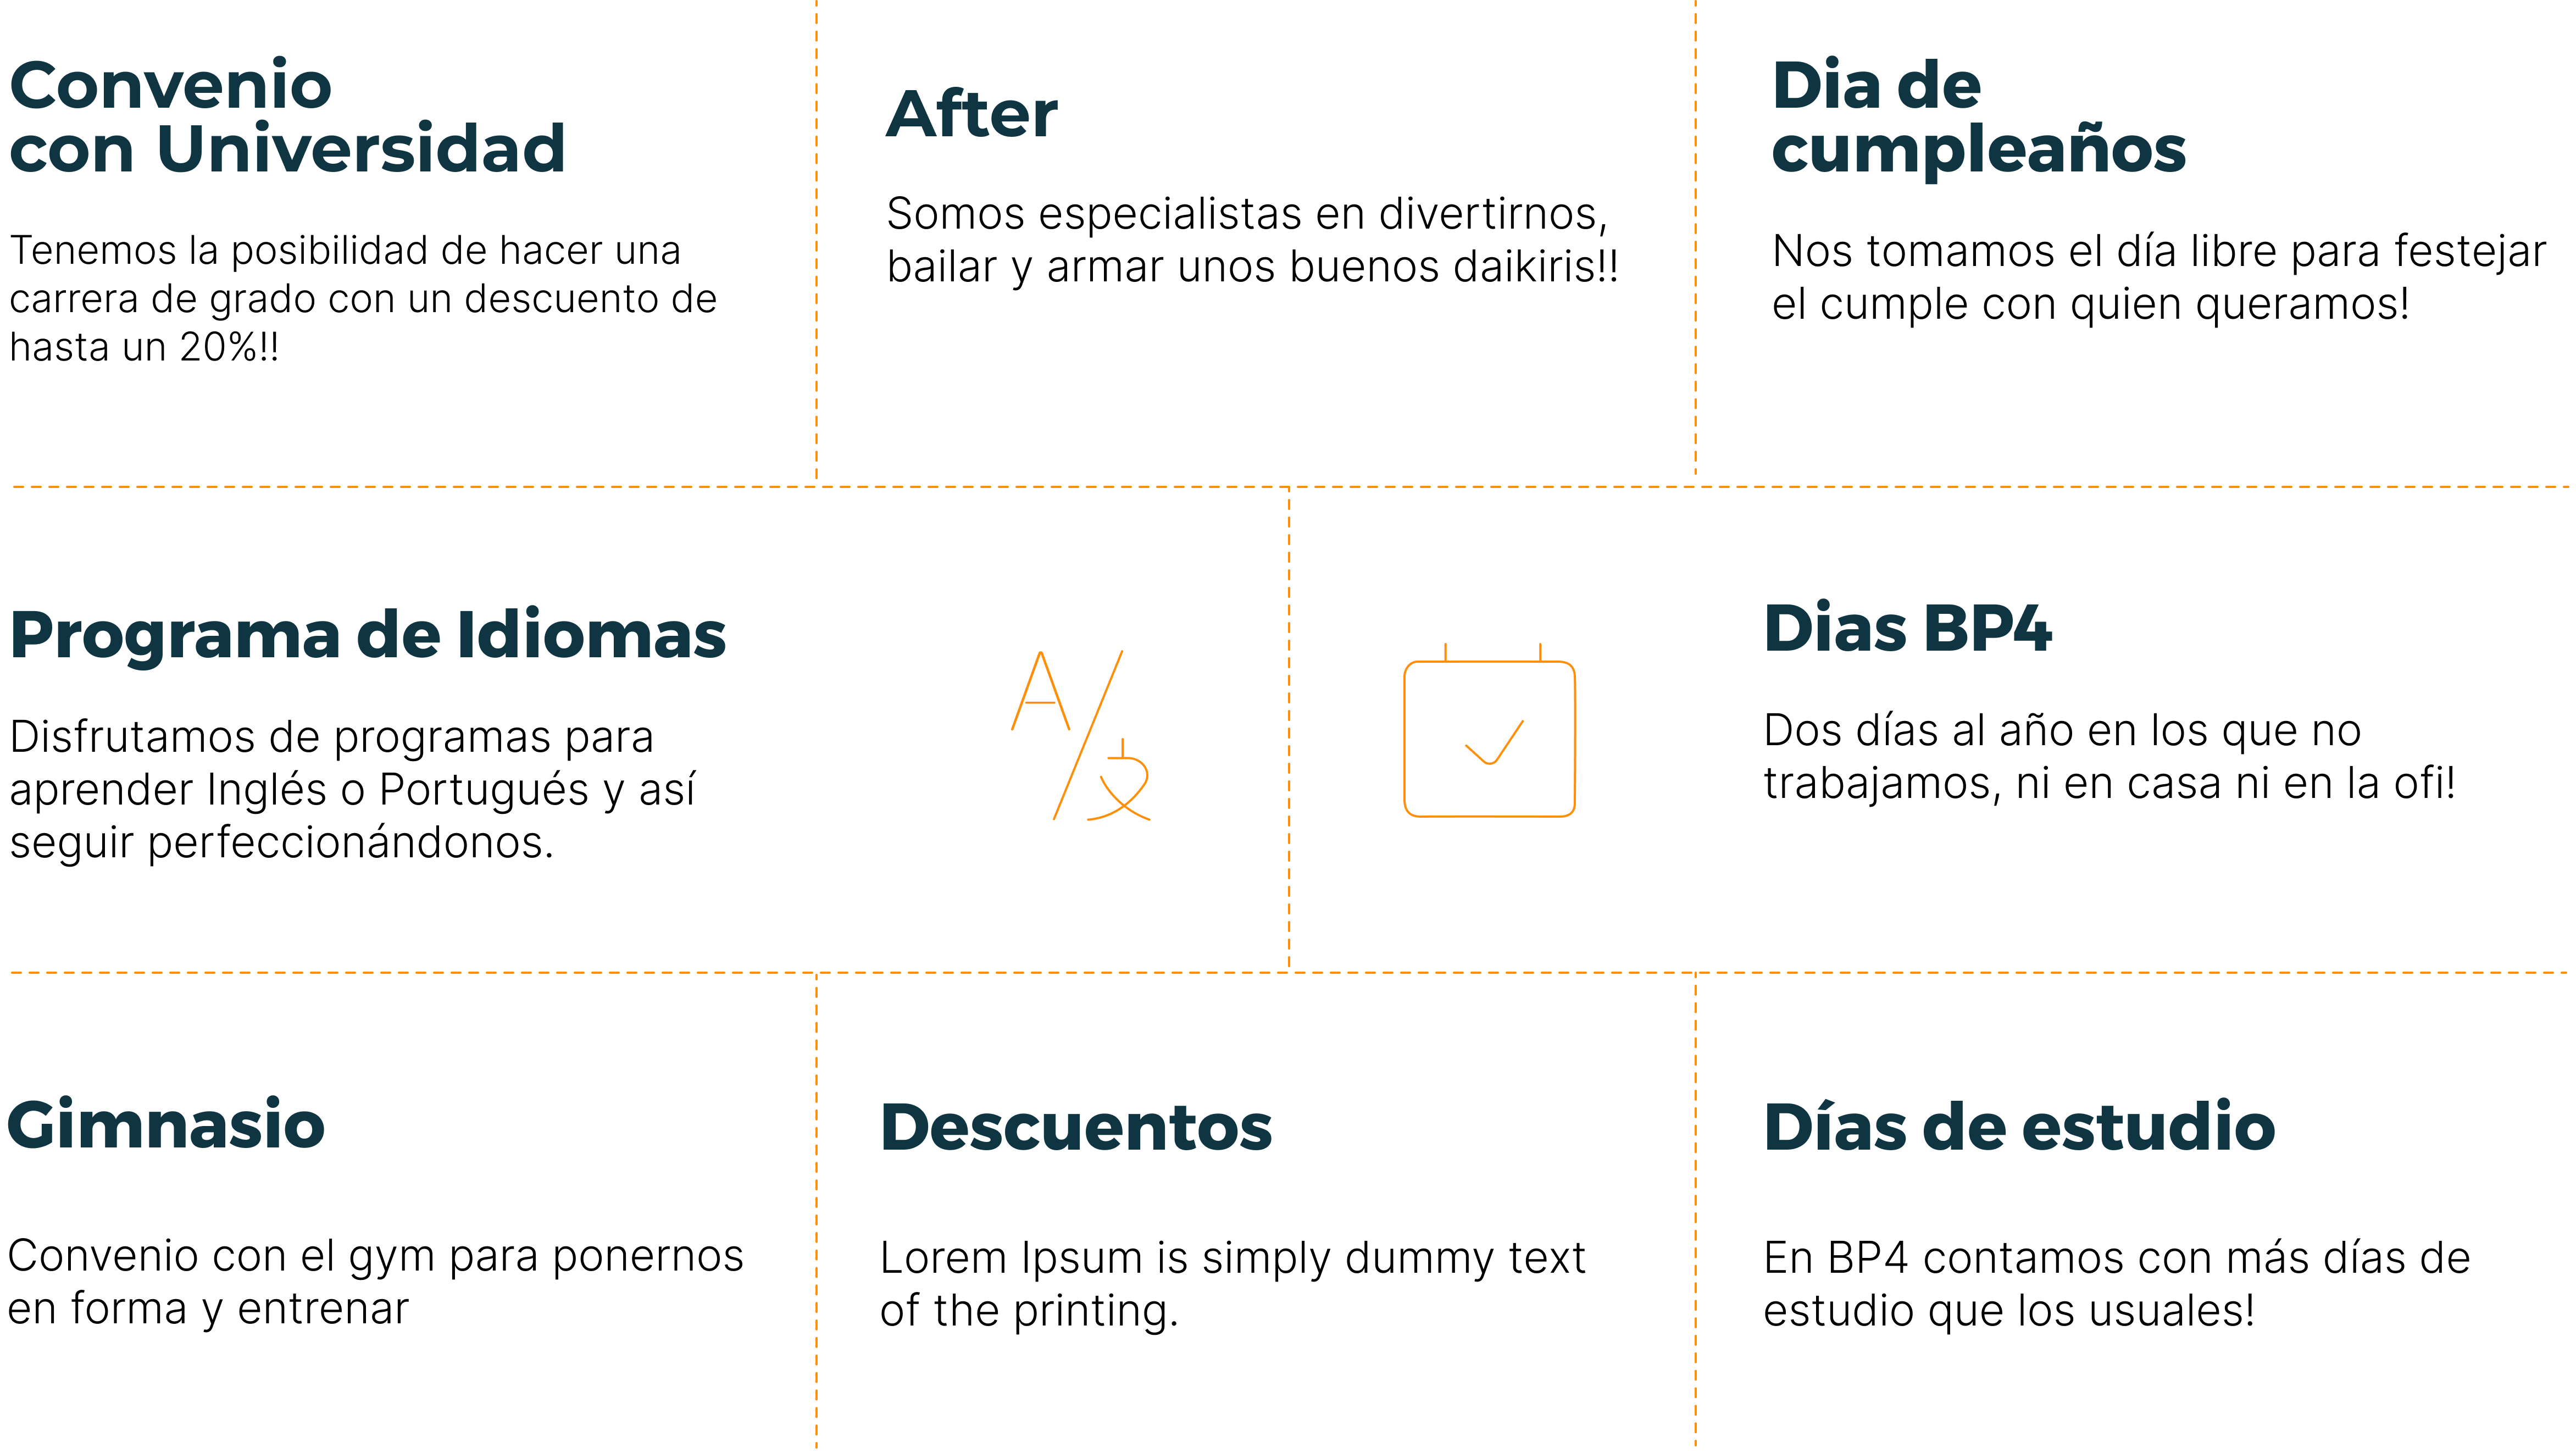 Convenio
con Universidad
Tenemos la posibilidad de hacer una
carrera de grado con un descuento de
hasta un 20%!!
After
Somos especialistas en divertirnos,
bailar y armar unos buenos daikiris!!
Dia de
cumpleaños
Nos tomamos el día libre para festejar
el cumple con quien queramos!
Programa de Idiomas
Disfrutamos de programas para
aprender Inglés o Portugués y así
seguir perfeccionándonos.
Dias BP4
Dos días al año en los que no
trabajamos, ni en casa ni en la ofi!
Gimnasio
Convenio con el gym para ponernos
en forma y entrenar
Descuentos
Lorem Ipsum is simply dummy text
of the printing.
Días de estudio
En BP4 contamos con más días de
estudio que los usuales!